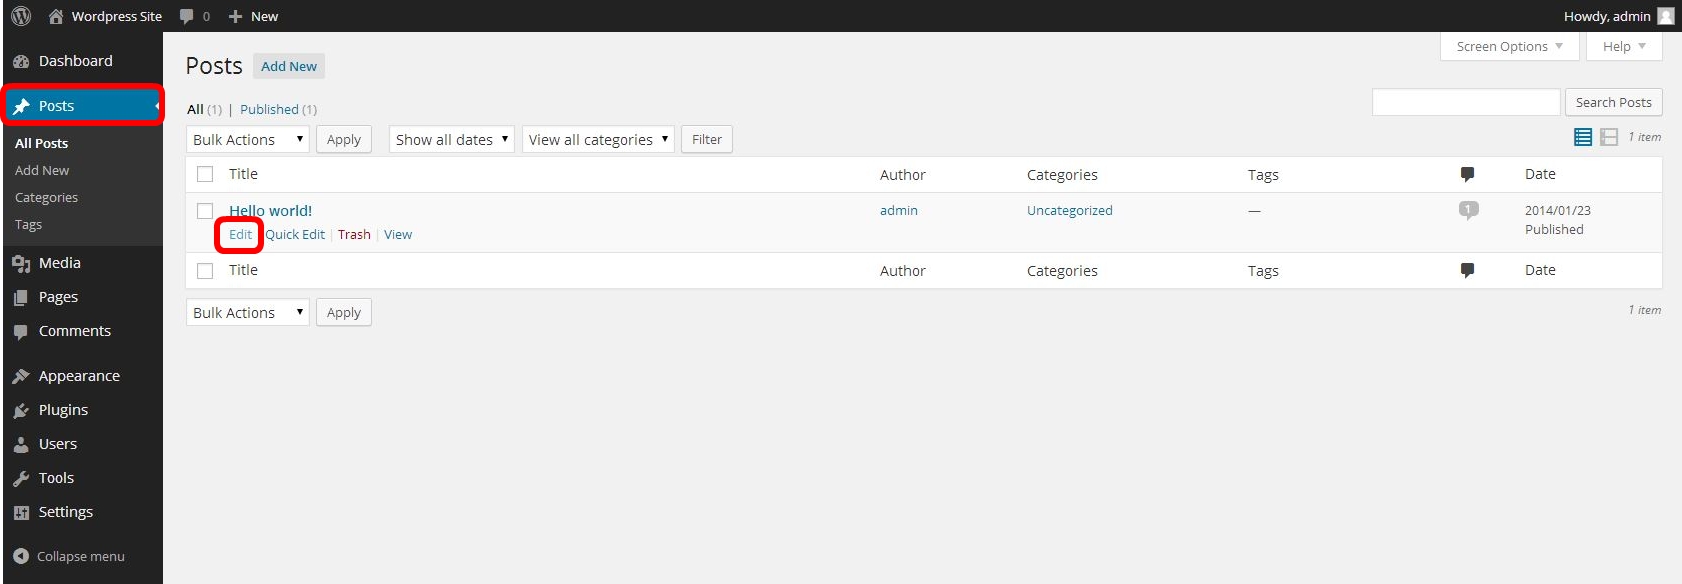 Wordpress Site 0 New Howdy, admin
Dashboard
Posts
All Posts
Add New
Categories
Tags
Media
Pages
Comments
Appearance
Plugins
Users
Tools
Settings
Collapse menu
Screen Options Help
Posts Add New
All (1) | Published (1)
Search Posts
Bulk Actions Apply Show all dates View all categories Filter 1 item
Title Author Categories Tags Date
Hello world! admin Uncategorized — 1 2014/01/23
Edit | Quick Edit | Trash | View Published
Title Author Categories Tags Date
Bulk Actions Apply 1 item